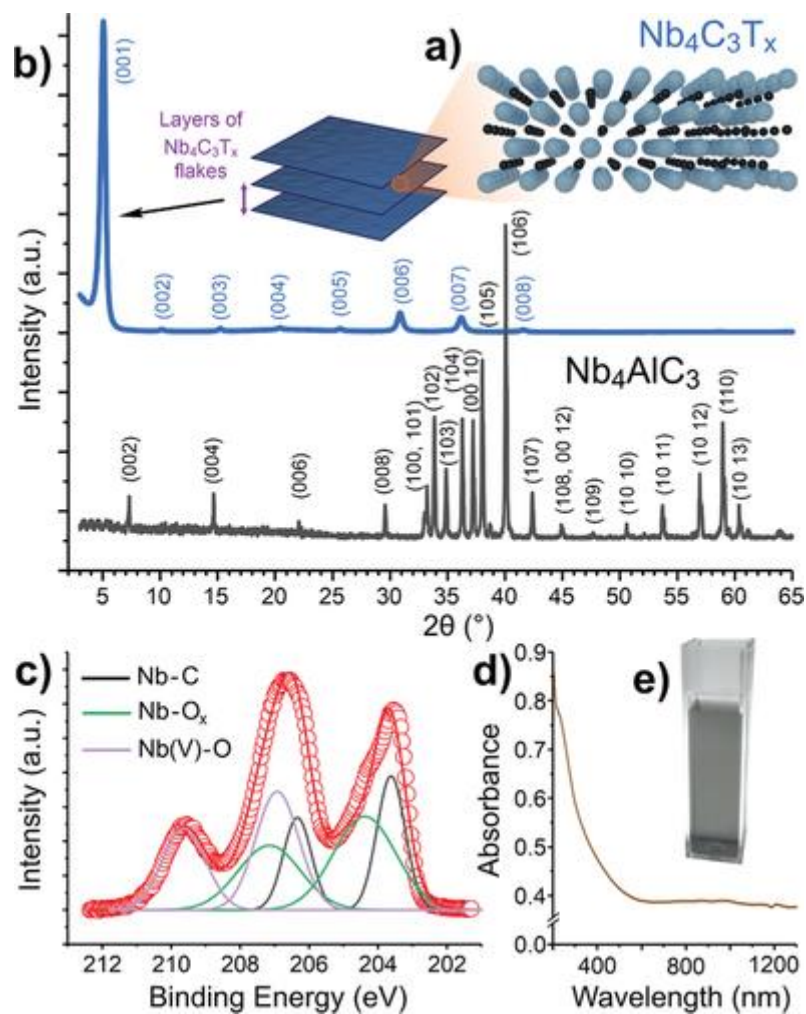 b)
a)
Nb₄C₃Tₓ
(001)
Layers of
Nb₄C₃Tₓ
flakes
(002)
(003)
(004)
(005)
(006)
(007)
(008)
Intensity (a.u.)
Nb₄AlC₃
(002)
(004)
(006)
(008)
(100, 101)
(102)
(103)
(104)
(00 10)
(105)
(106)
(107)
(108, 00 12)
(109)
(10 10)
(10 11)
(10 12)
(110)
(10 13)
5 10 15 20 25 30 35 40 45 50 55 60 65
2θ (°)
c)
Nb-C
Nb-Oₓ
Nb(V)-O
Intensity (a.u.)
212 210 208 206 204 202
Binding Energy (eV)
d)
e)
Absorbance
0.9
0.8
0.7
0.6
0.5
0.4
0.0
400 800 1200
Wavelength (nm)